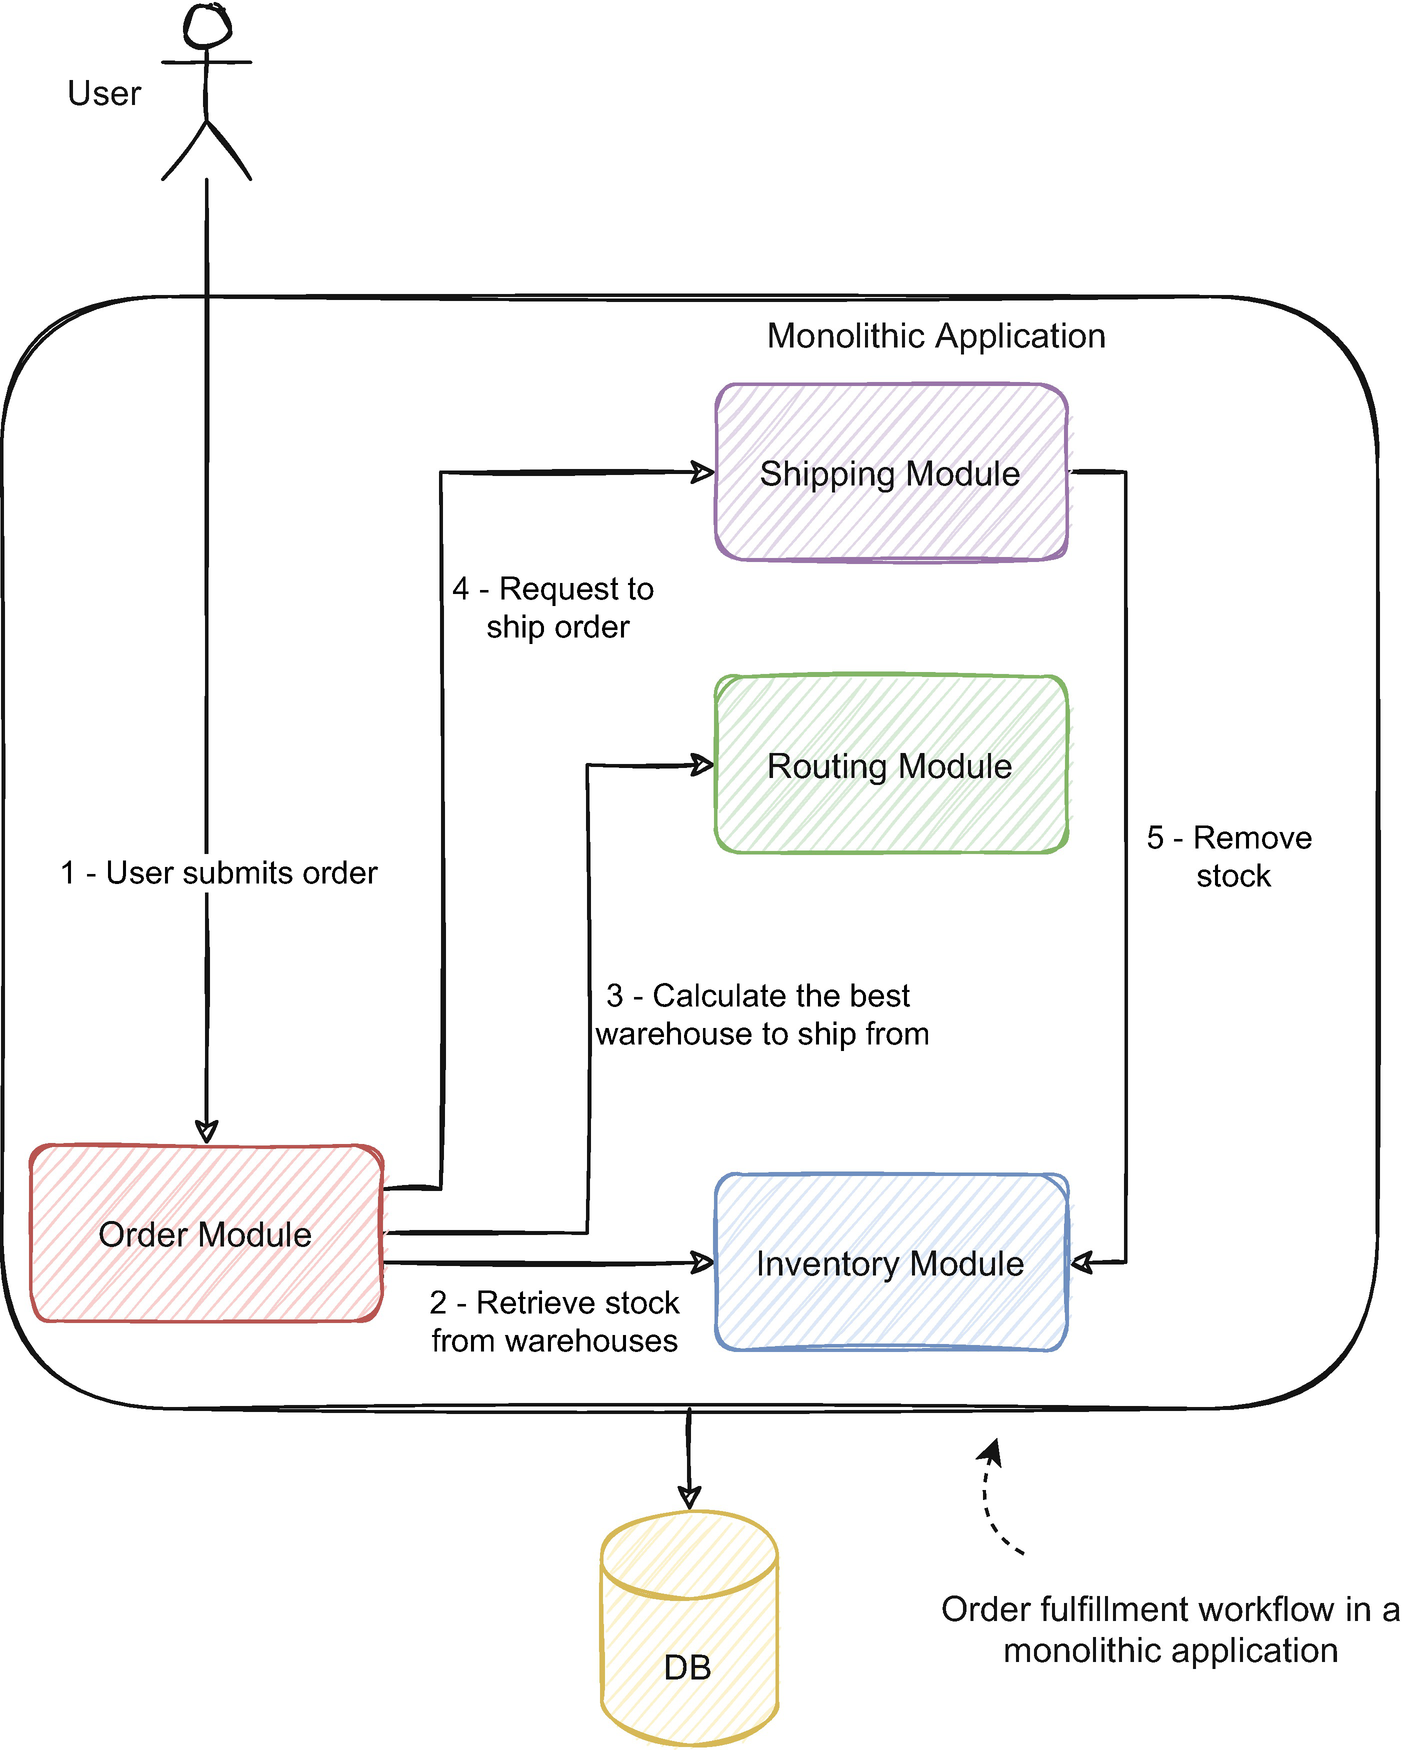 User
Monolithic Application
Shipping Module
4 - Request to
ship order
Routing Module
5 - Remove
stock
1 - User submits order
3 - Calculate the best
warehouse to ship from
Order Module
Inventory Module
2 - Retrieve stock
from warehouses
Order fulfillment workflow in a
monolithic application
DB